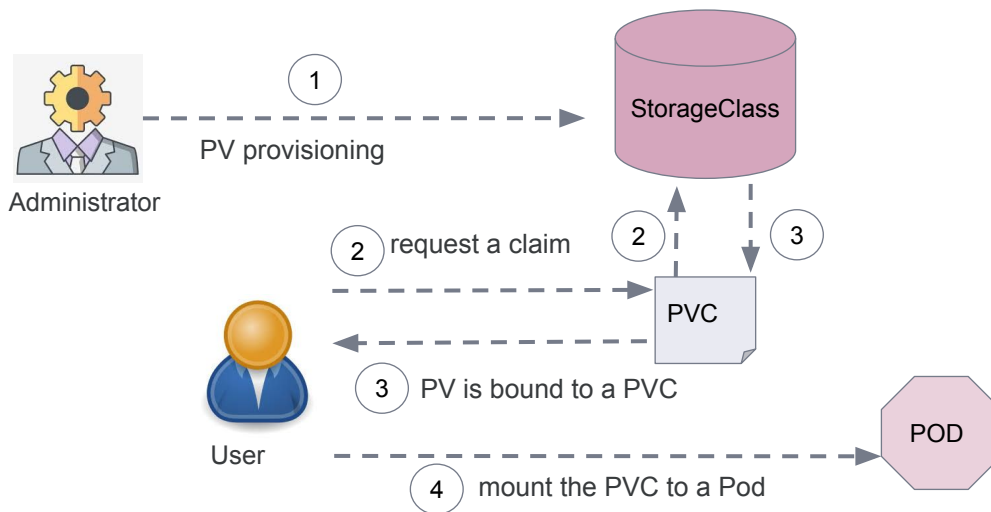 1
StorageClass
PV provisioning
Administrator
2 request a claim
2
3
PVC
3 PV is bound to a PVC
POD
User
4 mount the PVC to a Pod